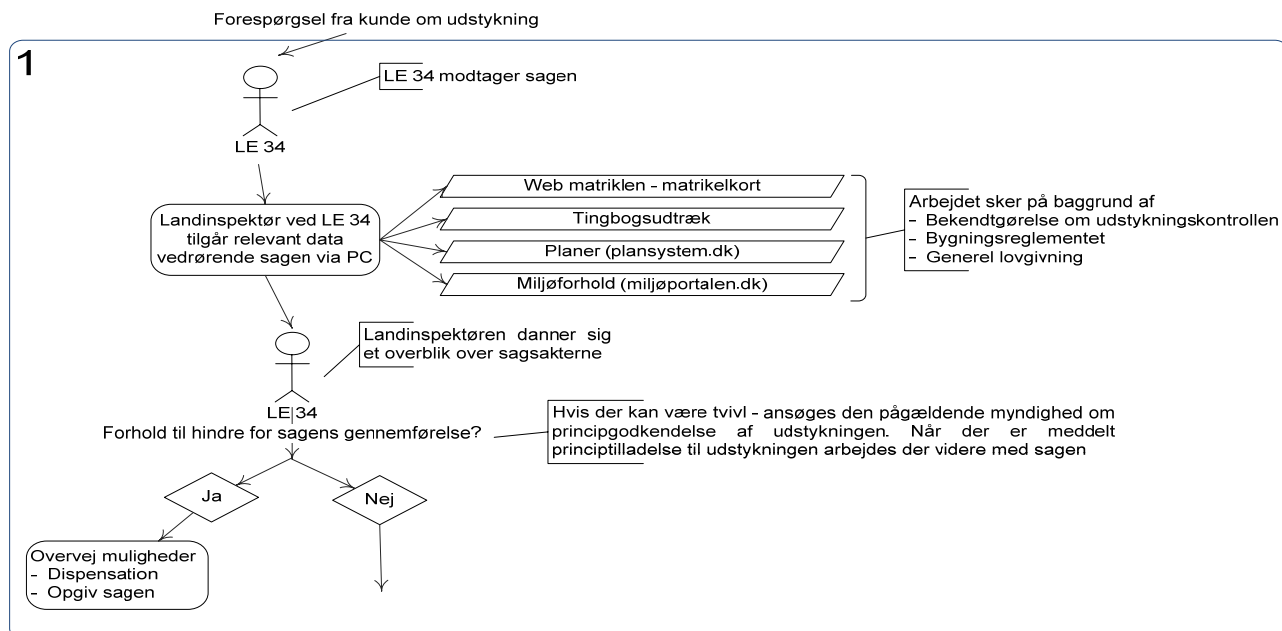 Forespørgsel fra kunde om udstykning
1
LE 34 modtager sagen
LE 34
Landinspektør ved LE 34
tilgår relevant data
vedrørende sagen via PC
Web matriklen - matrikelkort
Tingbogsudtræk
Planer (plansystem.dk)
Miljøforhold (miljøportalen.dk)
Arbejdet sker på baggrund af
- Bekendtgørelse om udstykningskontrollen
- Bygningsreglementet
- Generel lovgivning
Landinspektøren danner sig
et overblik over sagsakterne
LE 34
Forhold til hindre for sagens gennemførelse?
Hvis der kan være tvivl - ansøges den pågældende myndighed om
principgodkendelse af udstykningen. Når der er meddelt
principtilladelse til udstykningen arbejdes der videre med sagen
Ja
Nej
Overvej muligheder
- Dispensation
- Opgiv sagen